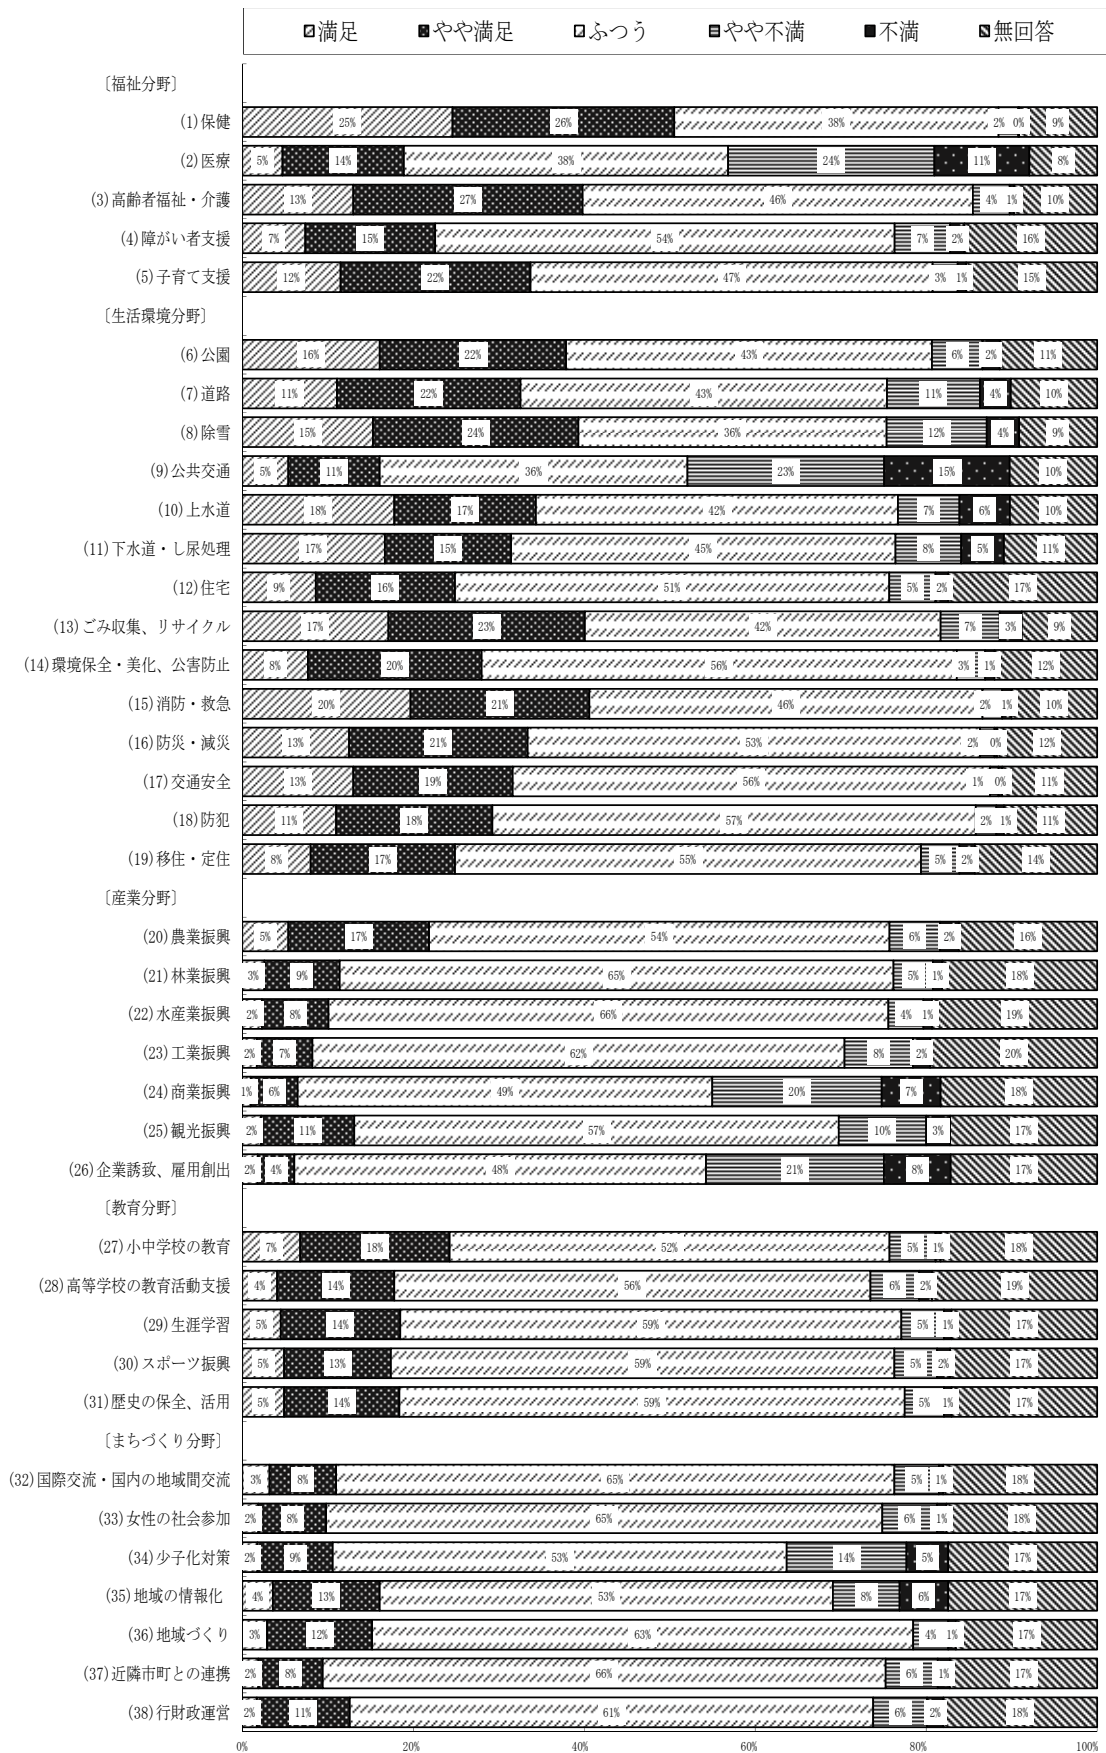 満足 やや満足 ふつう やや不満 不満 無回答
〔福祉分野〕
(1)保健 25% 26% 38% 2% 0% 9%
(2)医療 5% 14% 38% 24% 11% 8%
(3)高齢者福祉・介護 13% 27% 46% 4% 1% 10%
(4)障がい者支援 7% 15% 54% 7% 2% 16%
(5)子育て支援 12% 22% 47% 3% 1% 15%
〔生活環境分野〕
(6)公園 16% 22% 43% 6% 2% 11%
(7)道路 11% 22% 43% 11% 4% 10%
(8)除雪 15% 24% 36% 12% 4% 9%
(9)公共交通 5% 11% 36% 23% 15% 10%
(10)上水道 18% 17% 42% 7% 6% 10%
(11)下水道・し尿処理 17% 15% 45% 8% 5% 11%
(12)住宅 9% 16% 51% 5% 2% 17%
(13)ごみ収集、リサイクル 17% 23% 42% 7% 3% 9%
(14)環境保全・美化、公害防止 8% 20% 56% 3% 1% 12%
(15)消防・救急 20% 21% 46% 2% 1% 10%
(16)防災・減災 13% 21% 53% 2% 0% 12%
(17)交通安全 13% 19% 56% 1% 0% 11%
(18)防犯 11% 18% 57% 2% 1% 11%
(19)移住・定住 8% 17% 55% 5% 2% 14%
〔産業分野〕
(20)農業振興 5% 17% 54% 6% 2% 16%
(21)林業振興 3% 9% 65% 5% 1% 18%
(22)水産業振興 2% 8% 66% 4% 1% 19%
(23)工業振興 2% 7% 62% 8% 2% 20%
(24)商業振興 1% 6% 49% 20% 7% 18%
(25)観光振興 2% 11% 57% 10% 3% 17%
(26)企業誘致、雇用創出 2% 4% 48% 21% 8% 17%
〔教育分野〕
(27)小中学校の教育 7% 18% 52% 5% 1% 18%
(28)高等学校の教育活動支援 4% 14% 56% 6% 2% 19%
(29)生涯学習 5% 14% 59% 5% 1% 17%
(30)スポーツ振興 5% 13% 59% 5% 2% 17%
(31)歴史の保全、活用 5% 14% 59% 5% 1% 17%
〔まちづくり分野〕
(32)国際交流・国内の地域間交流 3% 8% 65% 5% 1% 18%
(33)女性の社会参加 2% 8% 65% 6% 1% 18%
(34)少子化対策 2% 9% 53% 14% 5% 17%
(35)地域の情報化 4% 13% 53% 8% 6% 17%
(36)地域づくり 3% 12% 63% 4% 1% 17%
(37)近隣市町との連携 2% 8% 66% 6% 1% 17%
(38)行財政運営 2% 11% 61% 6% 2% 18%
0% 20% 40% 60% 80% 100%